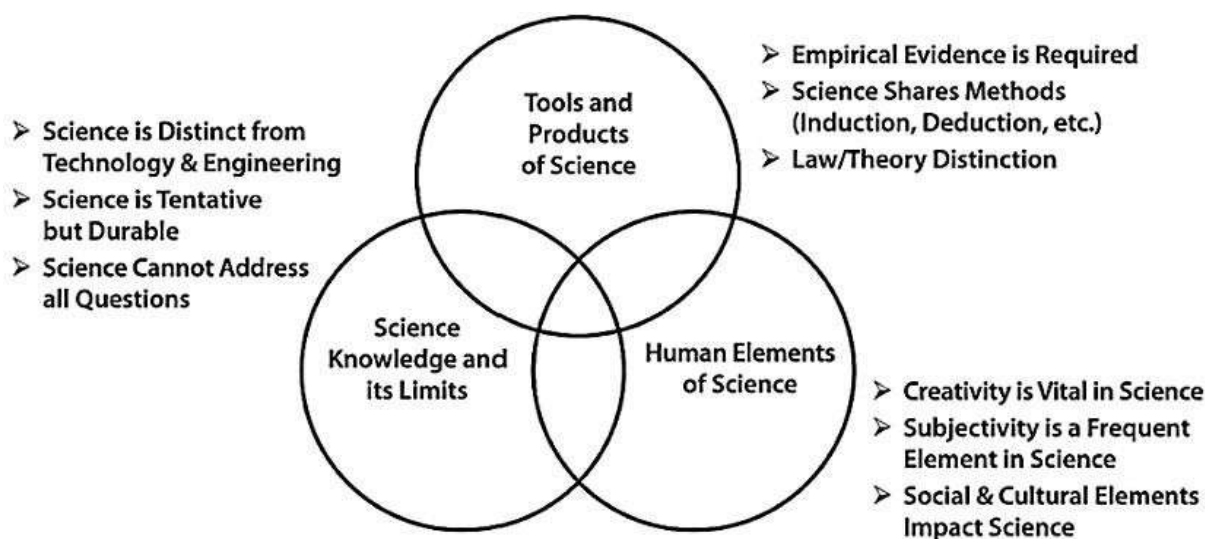 Tools and
Products
of Science
➢ Empirical Evidence is Required
➢ Science Shares Methods
(Induction, Deduction, etc.)
➢ Law/Theory Distinction
➢ Science is Distinct from
Technology & Engineering
➢ Science is Tentative
but Durable
➢ Science Cannot Address
all Questions
Science
Knowledge and
its Limits
Human Elements
of Science
➢ Creativity is Vital in Science
➢ Subjectivity is a Frequent
Element in Science
➢ Social & Cultural Elements
Impact Science